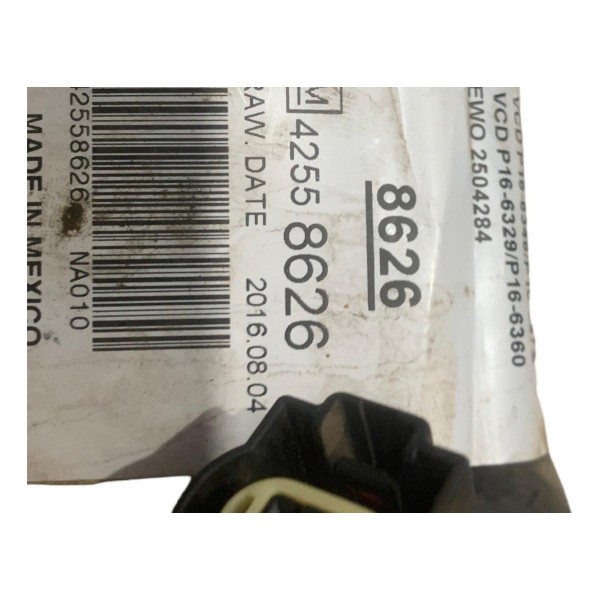 VCD P16-6329/P16-6360
EWO 2504284
8626
M
4255 8626
RAW. DATE 2016.08.04
42558626 NA010
MADE IN MEXICO